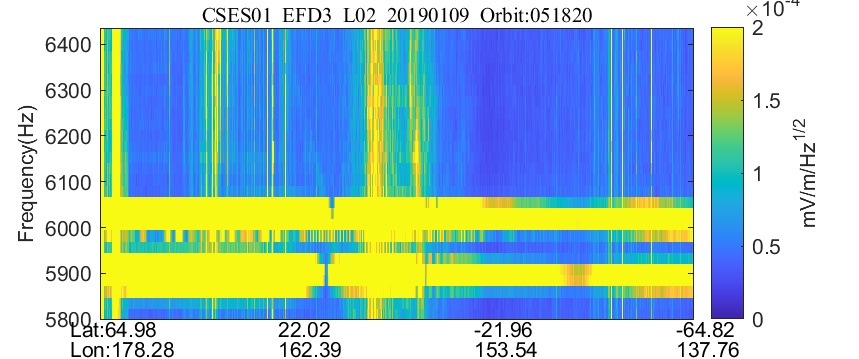 CSES01 EFD3 L02 20190109 Orbit:051820
×10⁻⁴
6400
6300
6200
6100
6000
5900
5800
Frequency(Hz)
2
1.5
1
0.5
0
mV/m/Hz^1/2
Lat:64.98 22.02 -21.96 -64.82
Lon:178.28 162.39 153.54 137.76